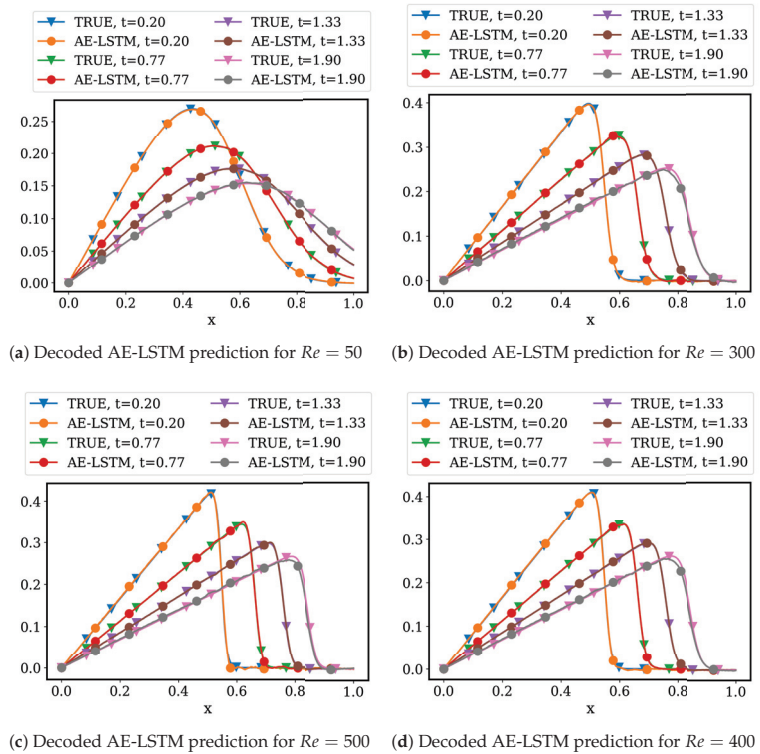 TRUE, t=0.20 TRUE, t=1.33
AE-LSTM, t=0.20 AE-LSTM, t=1.33
TRUE, t=0.77 TRUE, t=1.90
AE-LSTM, t=0.77 AE-LSTM, t=1.90
0.25
0.20
0.15
0.10
0.05
0.00
0.0 0.2 0.4 0.6 0.8 1.0
x
(a) Decoded AE-LSTM prediction for Re = 50
TRUE, t=0.20 TRUE, t=1.33
AE-LSTM, t=0.20 AE-LSTM, t=1.33
TRUE, t=0.77 TRUE, t=1.90
AE-LSTM, t=0.77 AE-LSTM, t=1.90
0.4
0.3
0.2
0.1
0.0
0.0 0.2 0.4 0.6 0.8 1.0
x
(b) Decoded AE-LSTM prediction for Re = 300
TRUE, t=0.20 TRUE, t=1.33
AE-LSTM, t=0.20 AE-LSTM, t=1.33
TRUE, t=0.77 TRUE, t=1.90
AE-LSTM, t=0.77 AE-LSTM, t=1.90
0.4
0.3
0.2
0.1
0.0
0.0 0.2 0.4 0.6 0.8 1.0
x
(c) Decoded AE-LSTM prediction for Re = 500
TRUE, t=0.20 TRUE, t=1.33
AE-LSTM, t=0.20 AE-LSTM, t=1.33
TRUE, t=0.77 TRUE, t=1.90
AE-LSTM, t=0.77 AE-LSTM, t=1.90
0.4
0.3
0.2
0.1
0.0
0.0 0.2 0.4 0.6 0.8 1.0
x
(d) Decoded AE-LSTM prediction for Re = 400